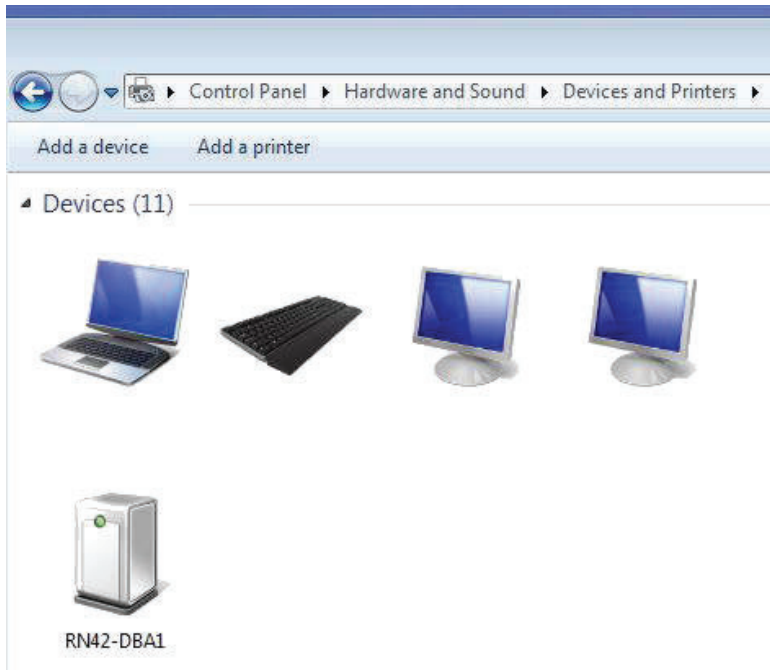 Control Panel Hardware and Sound Devices and Printers
Add a device Add a printer
Devices (11)
RN42-DBA1